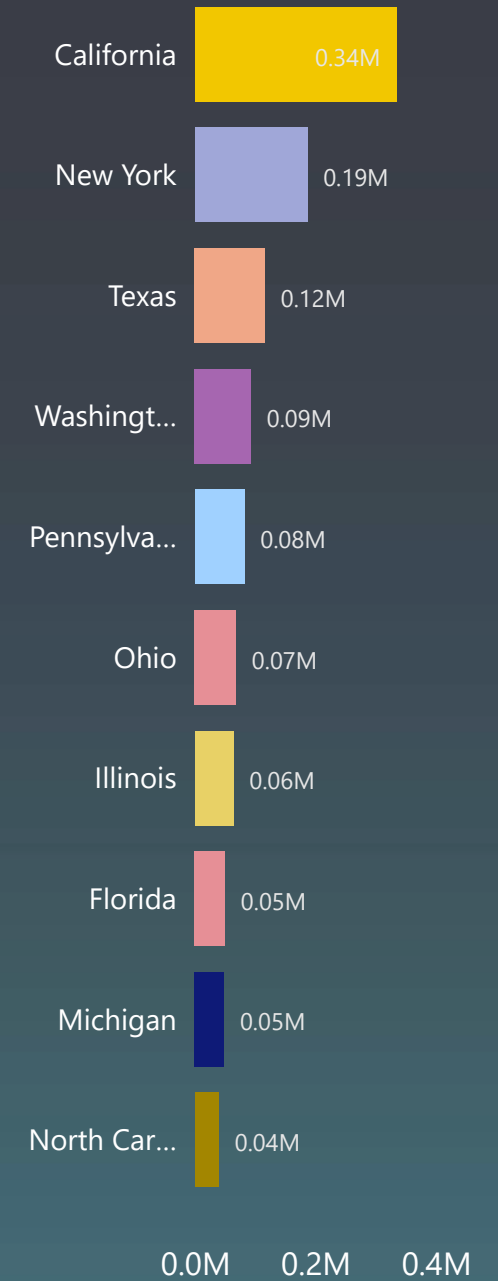 California 0.34M
New York 0.19M
Texas 0.12M
Washingt... 0.09M
Pennsylva... 0.08M
Ohio 0.07M
Illinois 0.06M
Florida 0.05M
Michigan 0.05M
North Car... 0.04M
0.0M 0.2M 0.4M